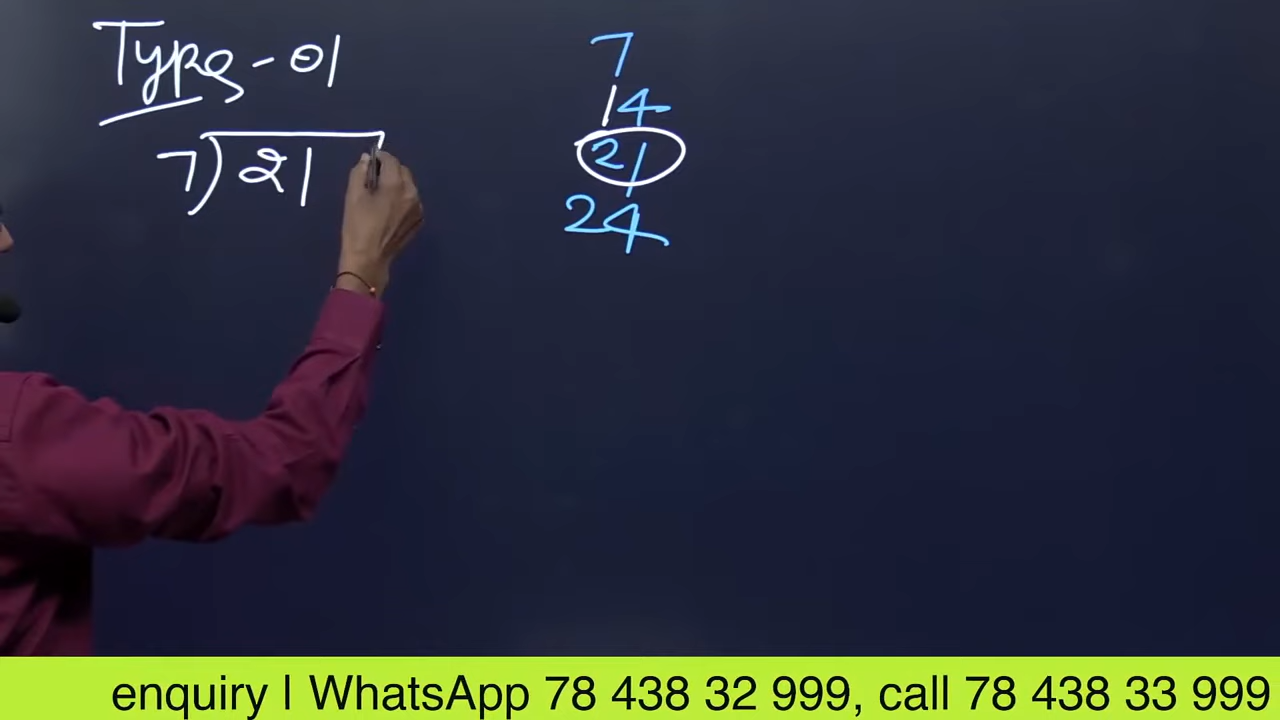 Type - 01
7) 21
7
14
21
24
enquiry l WhatsApp 78 438 32 999, call 78 438 33 999